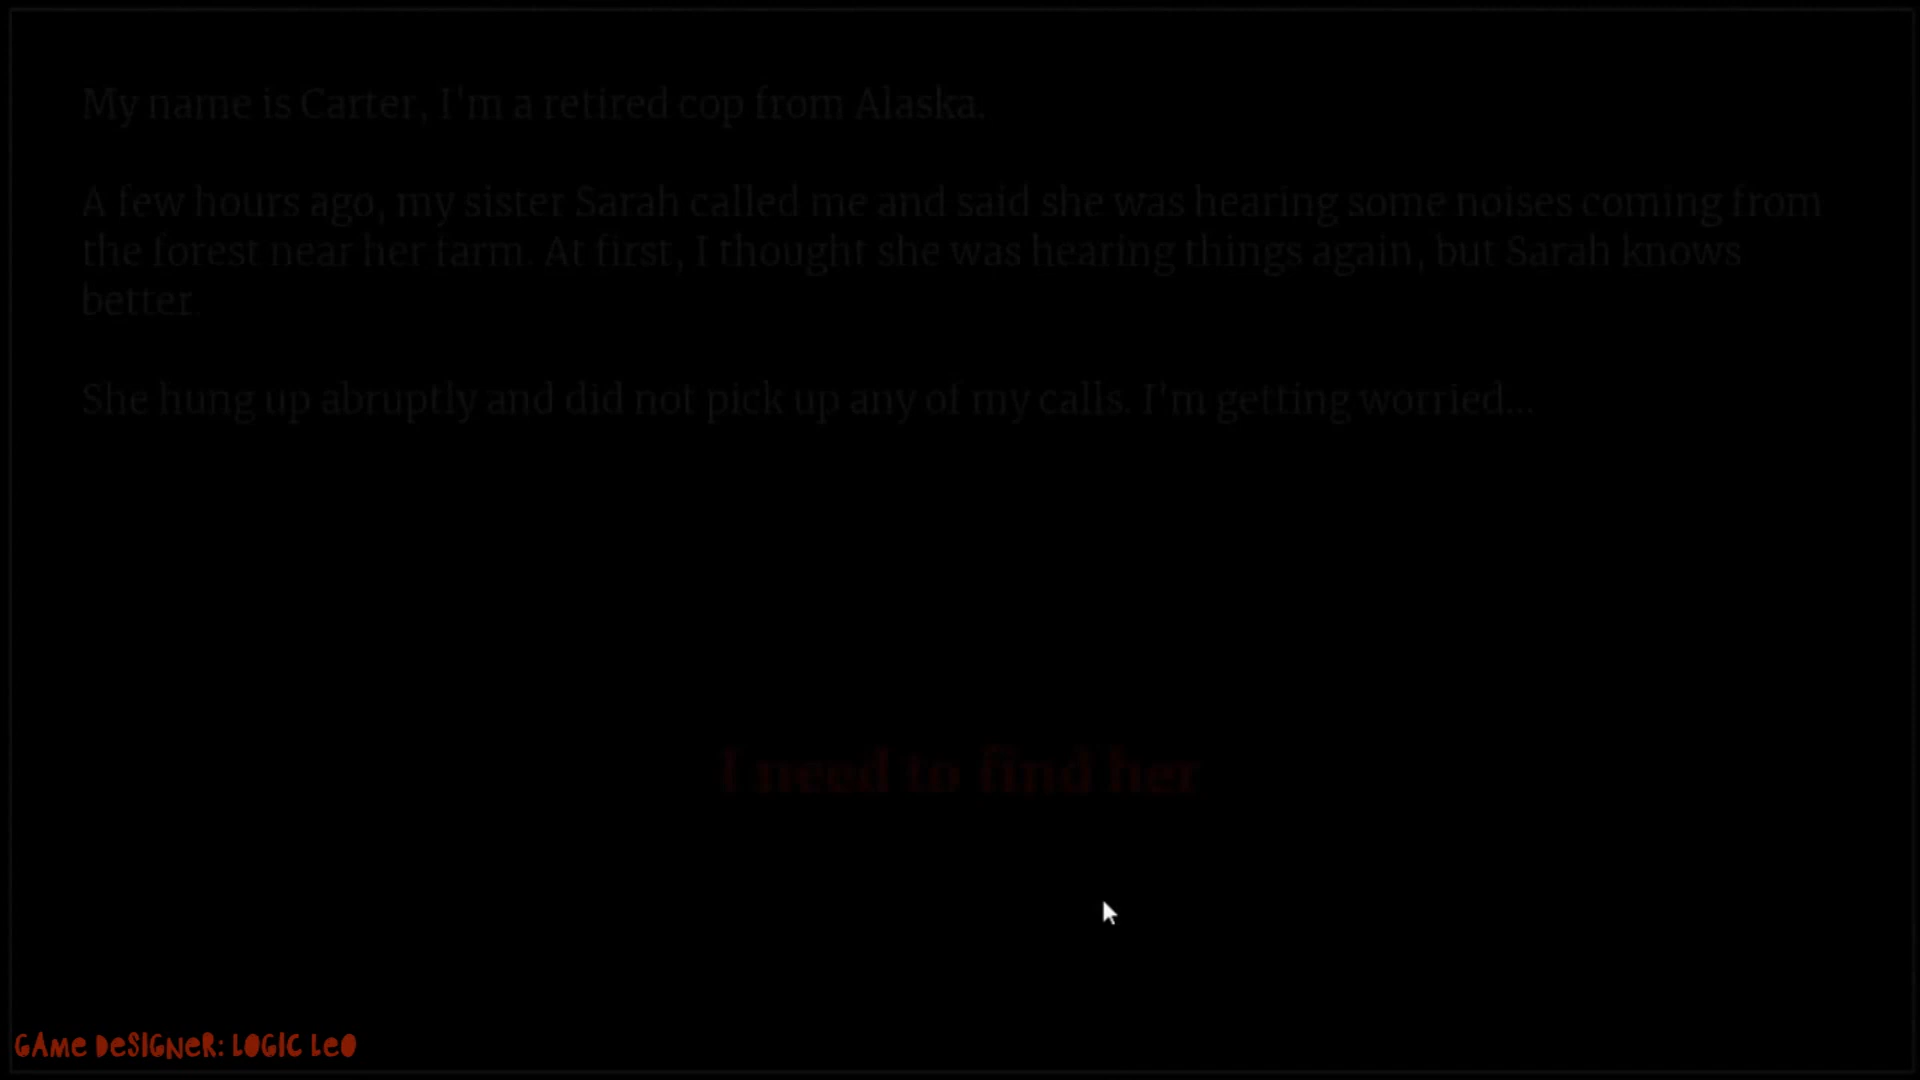 My name is Carter, I'm a retired cop from Alaska.
A few hours ago, my sister Sarah called me and said she was hearing some noises coming from
the forest near her farm. At first, I thought she was hearing things again, but Sarah knows
better.
She hung up abruptly and did not pick up any of my calls. I'm getting worried...
I need to find her
GAME DESIGNER: LOGIC LEO